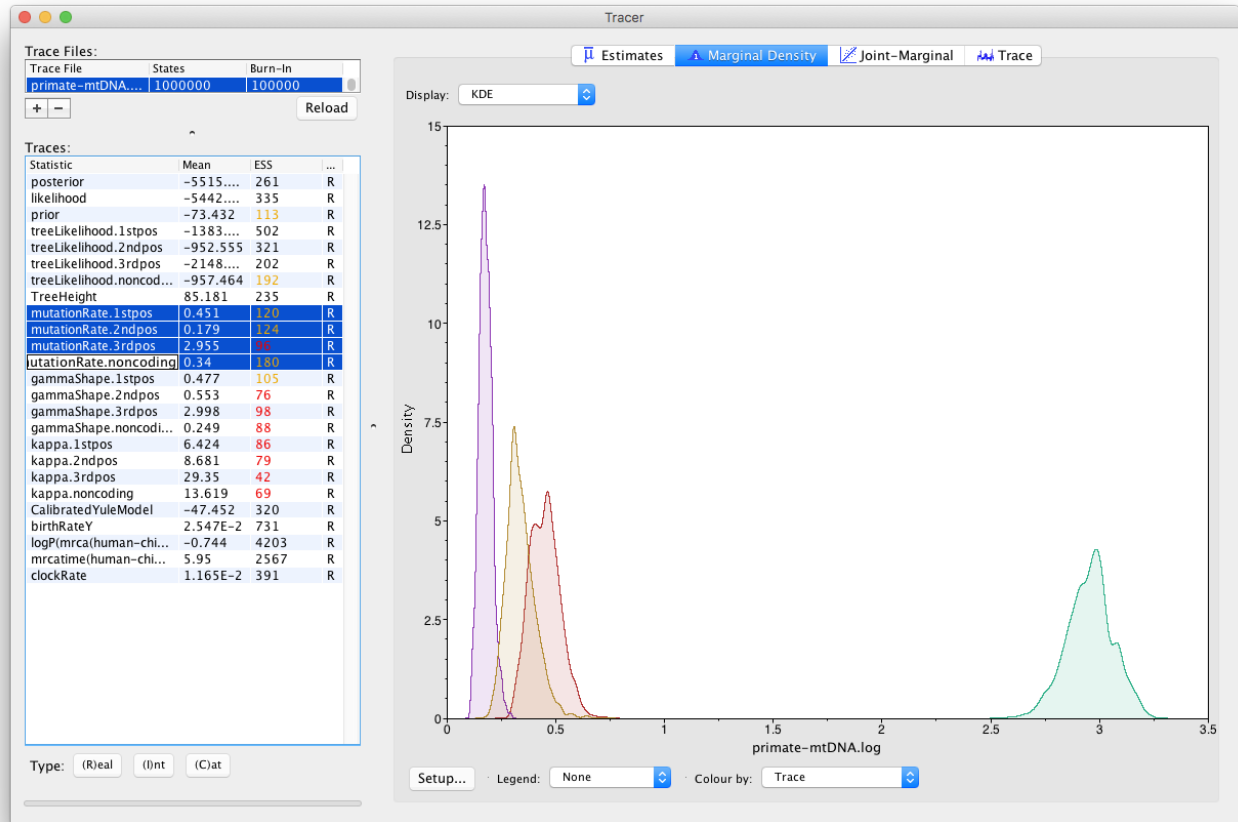 Tracer
Trace Files:
Trace File States Burn-In
primate-mtDNA.... 1000000 100000
+ − Reload
Traces:
Statistic Mean ESS ...
posterior -5515.... 261 R
likelihood -5442.... 335 R
prior -73.432 113 R
treeLikelihood.1stpos -1383.... 502 R
treeLikelihood.2ndpos -952.555 321 R
treeLikelihood.3rdpos -2148.... 202 R
treeLikelihood.noncod... -957.464 192 R
TreeHeight 85.181 235 R
mutationRate.1stpos 0.451 120 R
mutationRate.2ndpos 0.179 124 R
mutationRate.3rdpos 2.955 96 R
utationRate.noncoding 0.34 180 R
gammaShape.1stpos 0.477 105 R
gammaShape.2ndpos 0.553 76 R
gammaShape.3rdpos 2.998 98 R
gammaShape.noncodi... 0.249 88 R
kappa.1stpos 6.424 86 R
kappa.2ndpos 8.681 79 R
kappa.3rdpos 29.35 42 R
kappa.noncoding 13.619 69 R
CalibratedYuleModel -47.452 320 R
birthRateY 2.547E-2 731 R
logP(mrca(human-chi... -0.744 4203 R
mrcatime(human-chi... 5.95 2567 R
clockRate 1.165E-2 391 R
Type: (R)eal (I)nt (C)at
Estimates Marginal Density Joint-Marginal Trace
Display: KDE
15
12.5
10
7.5
5
2.5
0
Density
0 0.5 1 1.5 2 2.5 3 3.5
primate-mtDNA.log
Setup... Legend: None Colour by: Trace